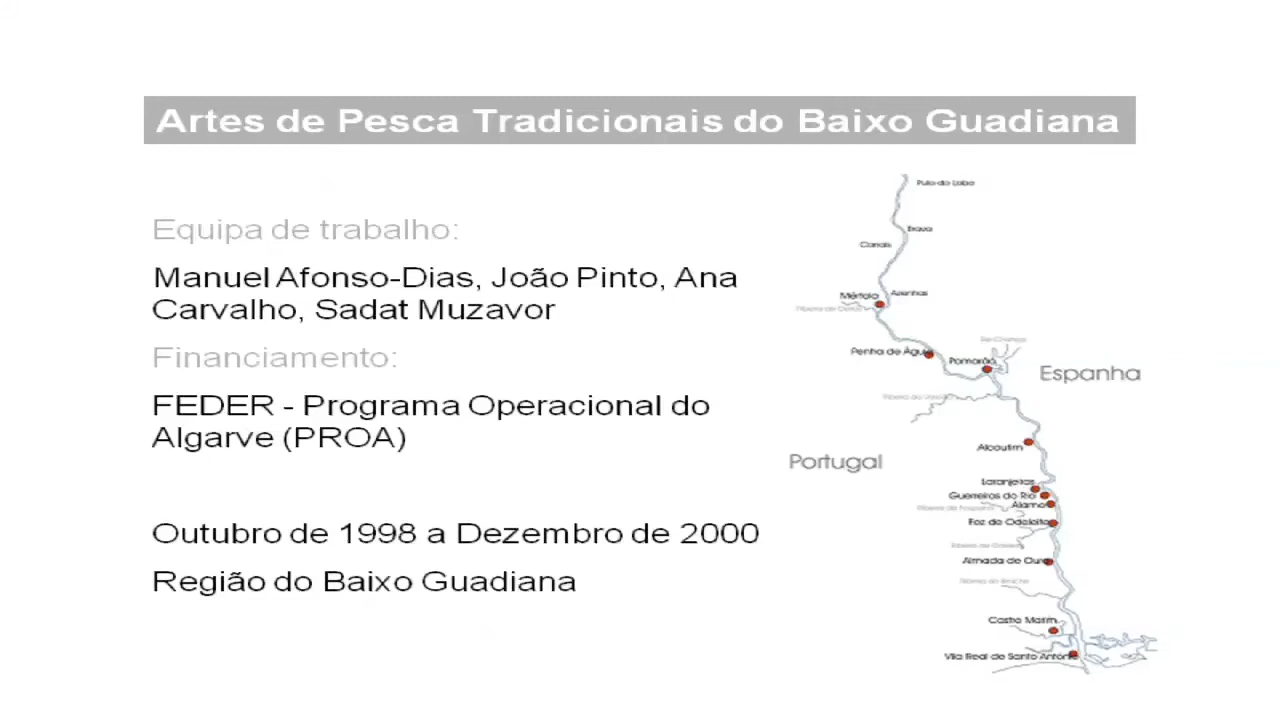 Artes de Pesca Tradicionais do Baixo Guadiana
Equipa de trabalho:
Manuel Afonso-Dias, João Pinto, Ana
Carvalho, Sadat Muzavor
Financiamento:
FEDER - Programa Operacional do
Algarve (PROA)
Outubro de 1998 a Dezembro de 2000
Região do Baixo Guadiana
Pulo do Lobo
Brava
Canais
Azenhas
Mértola
Penha de Águia
Pomarão
Espanha
Alcoutim
Portugal
Laranjeiras
Guerreiros do Rio
Álamo
Foz de Odeleite
Almada de Ouro
Castro Marim
Vila Real de Santo António